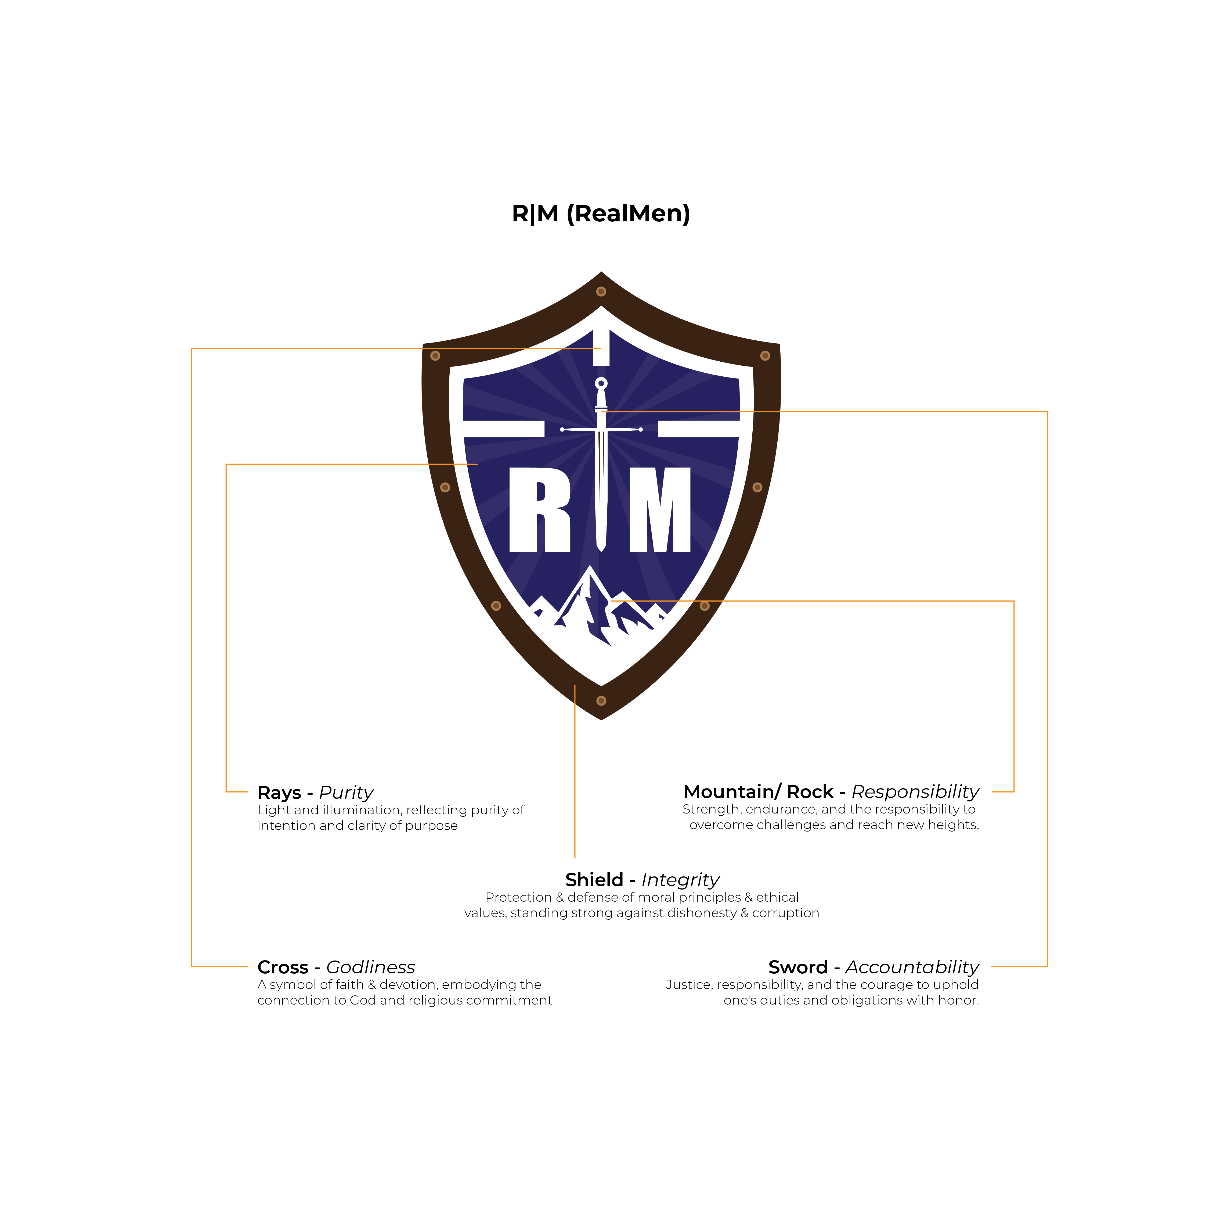 R|M (RealMen)
R M
Rays - Purity
Light and illumination, reflecting purity of
intention and clarity of purpose
Mountain/ Rock - Responsibility
Strength, endurance, and the responsibility to
overcome challenges and reach new heights.
Shield - Integrity
Protection & defense of moral principles & ethical
values, standing strong against dishonesty & corruption
Cross - Godliness
A symbol of faith & devotion, embodying the
connection to God and religious commitment
Sword - Accountability
Justice, responsibility, and the courage to uphold
one's duties and obligations with honor.